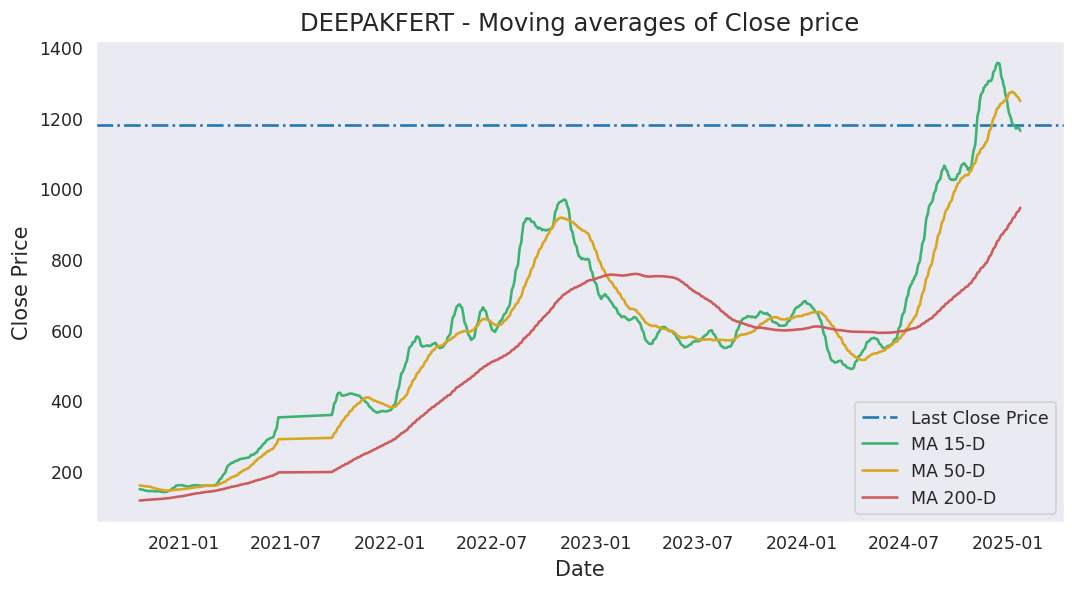 DEEPAKFERT - Moving averages of Close price
1400
1200
1000
800
600
400
200
Close Price
2021-01 2021-07 2022-01 2022-07 2023-01 2023-07 2024-01 2024-07 2025-01
Date
Last Close Price
MA 15-D
MA 50-D
MA 200-D